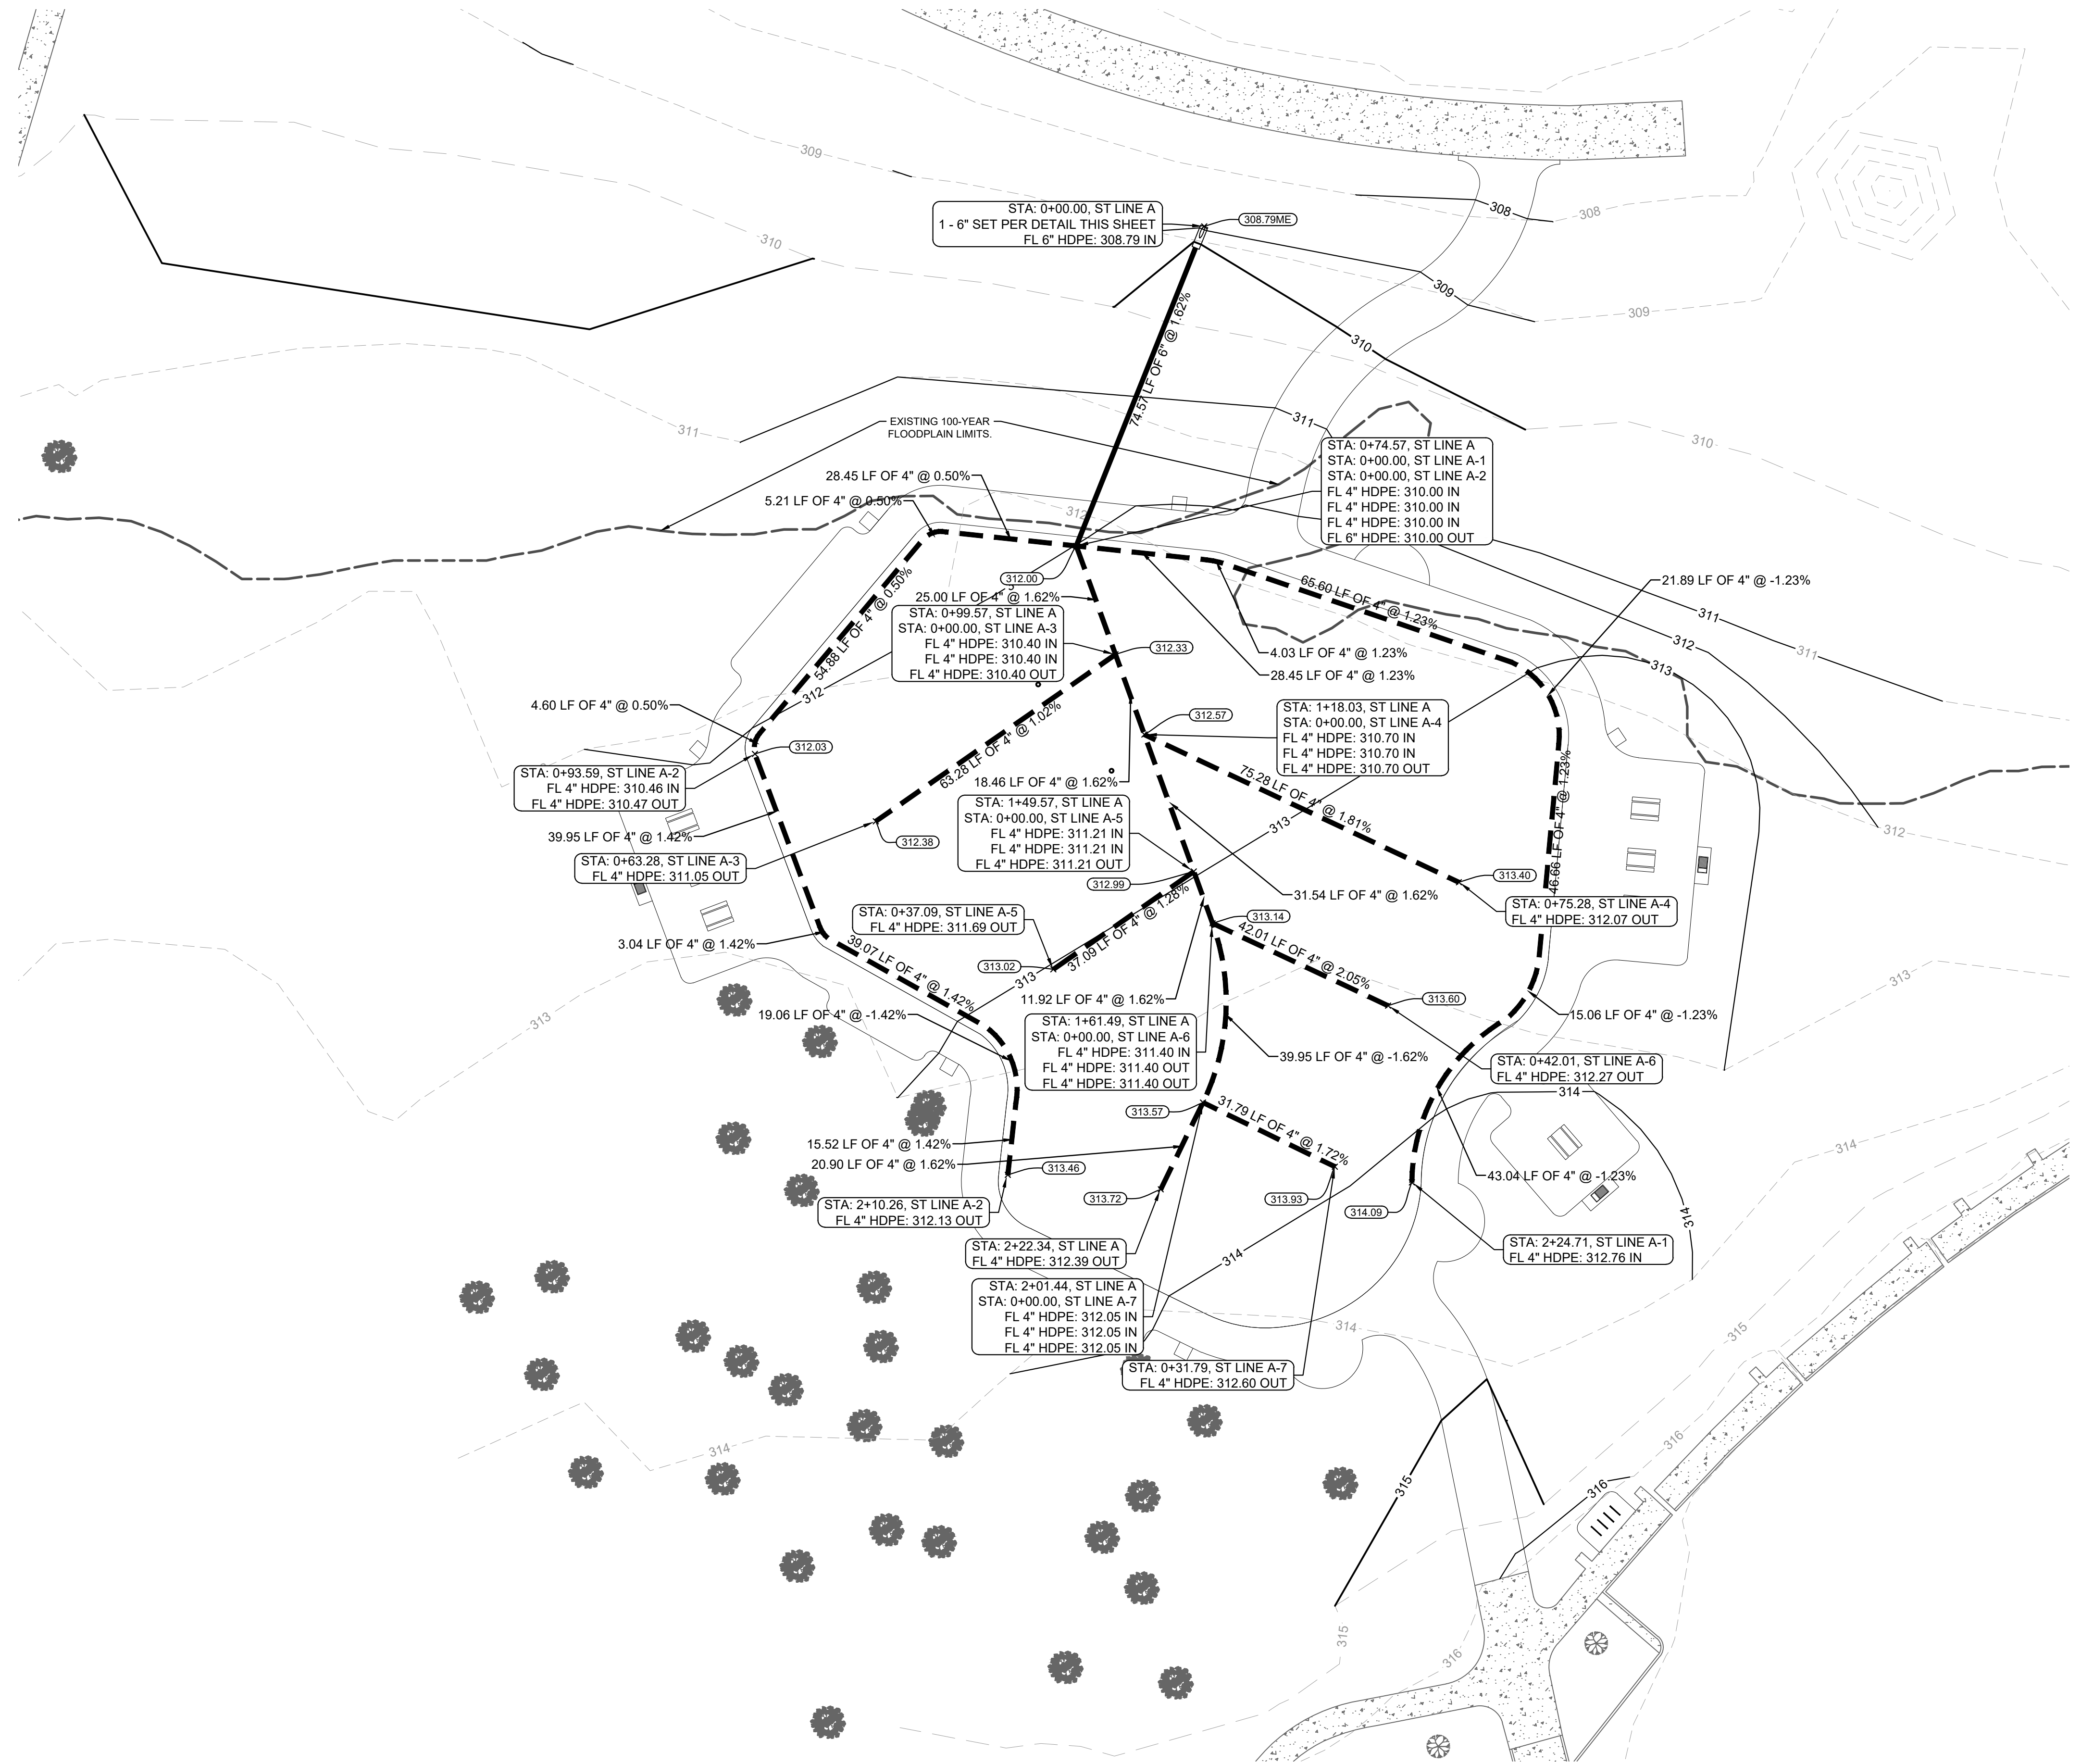 309
310
308
308
STA: 0+00.00, ST LINE A
1 - 6" SET PER DETAIL THIS SHEET
FL 6" HDPE: 308.79 IN
308.79ME
309
309
310
74.57 LF OF 6" @ 1.62%
311
311
310
EXISTING 100-YEAR
FLOODPLAIN LIMITS.
STA: 0+74.57, ST LINE A
STA: 0+00.00, ST LINE A-1
STA: 0+00.00, ST LINE A-2
FL 4" HDPE: 310.00 IN
FL 4" HDPE: 310.00 IN
FL 4" HDPE: 310.00 IN
FL 6" HDPE: 310.00 OUT
28.45 LF OF 4" @ 0.50%
5.21 LF OF 4" @ 0.50%
312
312.00
25.00 LF OF 4" @ 1.62%
54.88 LF OF 4" @ 0.50%
65.60 LF OF 4" @ 1.23%
21.89 LF OF 4" @ -1.23%
STA: 0+99.57, ST LINE A
STA: 0+00.00, ST LINE A-3
FL 4" HDPE: 310.40 IN
FL 4" HDPE: 310.40 IN
FL 4" HDPE: 310.40 OUT
312.33
4.03 LF OF 4" @ 1.23%
28.45 LF OF 4" @ 1.23%
311
312
311
313
312
4.60 LF OF 4" @ 0.50%
312.03
312.57
STA: 1+18.03, ST LINE A
STA: 0+00.00, ST LINE A-4
FL 4" HDPE: 310.70 IN
FL 4" HDPE: 310.70 IN
FL 4" HDPE: 310.70 OUT
63.28 LF OF 4" @ 1.02%
STA: 0+93.59, ST LINE A-2
FL 4" HDPE: 310.46 IN
FL 4" HDPE: 310.47 OUT
18.46 LF OF 4" @ 1.62%
75.28 LF OF 4" @ 1.81%
46.66 LF OF 4" @ 1.23%
STA: 1+49.57, ST LINE A
STA: 0+00.00, ST LINE A-5
FL 4" HDPE: 311.21 IN
FL 4" HDPE: 311.21 IN
FL 4" HDPE: 311.21 OUT
313
312
39.95 LF OF 4" @ 1.42%
312.38
STA: 0+63.28, ST LINE A-3
FL 4" HDPE: 311.05 OUT
312.99
313.40
31.54 LF OF 4" @ 1.62%
STA: 0+75.28, ST LINE A-4
FL 4" HDPE: 312.07 OUT
STA: 0+37.09, ST LINE A-5
FL 4" HDPE: 311.69 OUT
37.09 LF OF 4" @ 1.28%
313.14
42.01 LF OF 4" @ 2.05%
3.04 LF OF 4" @ 1.42%
39.07 LF OF 4" @ 1.42%
313.02
313
313
313
11.92 LF OF 4" @ 1.62%
313.60
19.06 LF OF 4" @ -1.42%
15.06 LF OF 4" @ -1.23%
STA: 1+61.49, ST LINE A
STA: 0+00.00, ST LINE A-6
FL 4" HDPE: 311.40 IN
FL 4" HDPE: 311.40 OUT
FL 4" HDPE: 311.40 OUT
39.95 LF OF 4" @ -1.62%
STA: 0+42.01, ST LINE A-6
FL 4" HDPE: 312.27 OUT
314
313.57
31.79 LF OF 4" @ 1.72%
15.52 LF OF 4" @ 1.42%
20.90 LF OF 4" @ 1.62%
314
313.46
43.04 LF OF 4" @ -1.23%
313.72
313.93
314.09
314
STA: 2+10.26, ST LINE A-2
FL 4" HDPE: 312.13 OUT
STA: 2+22.34, ST LINE A
FL 4" HDPE: 312.39 OUT
314
STA: 2+24.71, ST LINE A-1
FL 4" HDPE: 312.76 IN
STA: 2+01.44, ST LINE A
STA: 0+00.00, ST LINE A-7
FL 4" HDPE: 312.05 IN
FL 4" HDPE: 312.05 IN
FL 4" HDPE: 312.05 IN
314
315
STA: 0+31.79, ST LINE A-7
FL 4" HDPE: 312.60 OUT
314
316
315
316
315
316